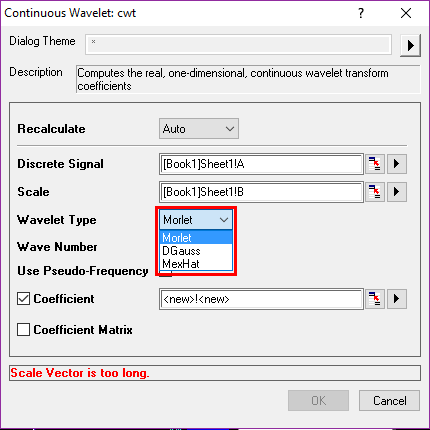 Continuous Wavelet: cwt ?
Dialog Theme *
Description Computes the real, one-dimensional, continuous wavelet transform
coefficients
Recalculate Auto
Discrete Signal [Book1]Sheet1!A
Scale [Book1]Sheet1!B
Wavelet Type Morlet
Morlet
Wave Number DGauss
MexHat
Use Pseudo-Frequency
Coefficient <new>!<new>
Coefficient Matrix
Scale Vector is too long.
OK Cancel